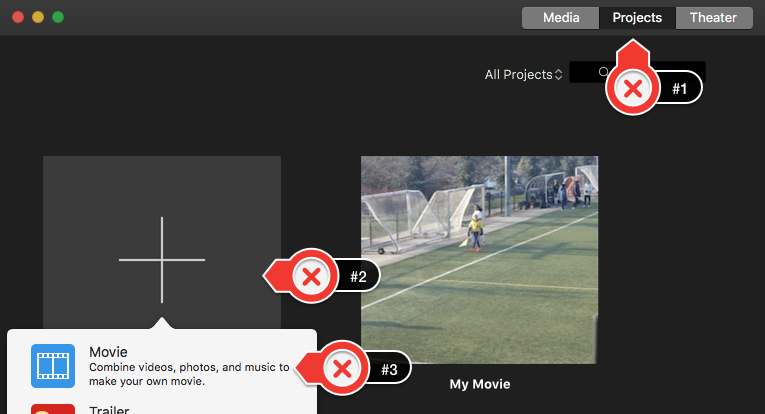 Media Projects Theater
All Projects
#1
#2
Movie
Combine videos, photos, and music to
make your own movie.
#3
My Movie
Trailer